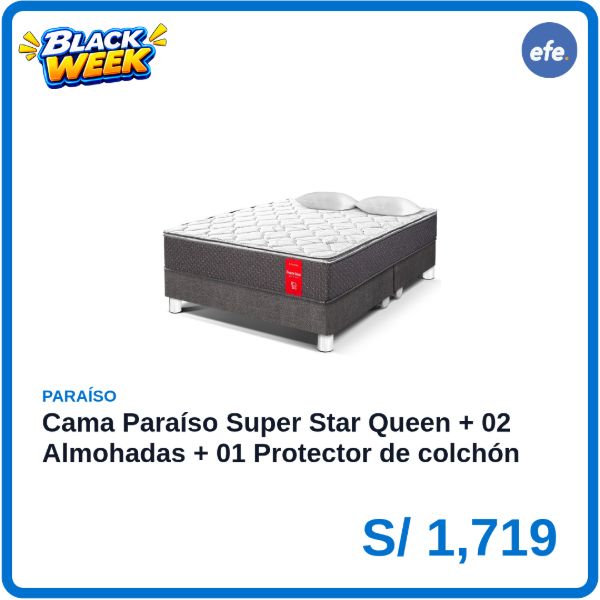 BLACK
WEEK
efe.
PARAÍSO
Cama Paraíso Super Star Queen + 02
Almohadas + 01 Protector de colchón
S/ 1,719